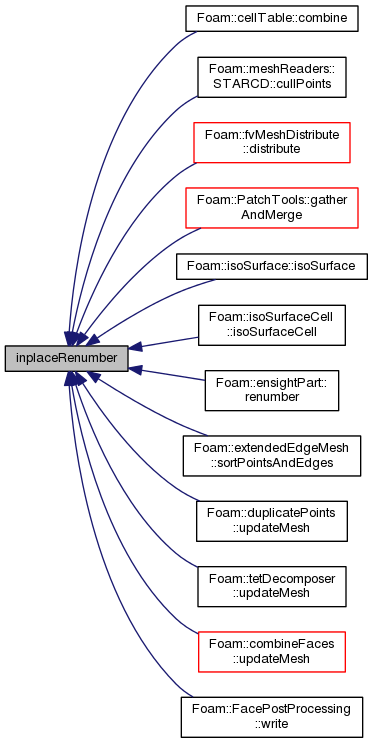 Foam::cellTable::combine
Foam::meshReaders::
STARCD::cullPoints
Foam::fvMeshDistribute
::distribute
Foam::PatchTools::gather
AndMerge
Foam::isoSurface::isoSurface
Foam::isoSurfaceCell
::isoSurfaceCell
inplaceRenumber
Foam::ensightPart::
renumber
Foam::extendedEdgeMesh
::sortPointsAndEdges
Foam::duplicatePoints
::updateMesh
Foam::tetDecomposer
::updateMesh
Foam::combineFaces
::updateMesh
Foam::FacePostProcessing
::write